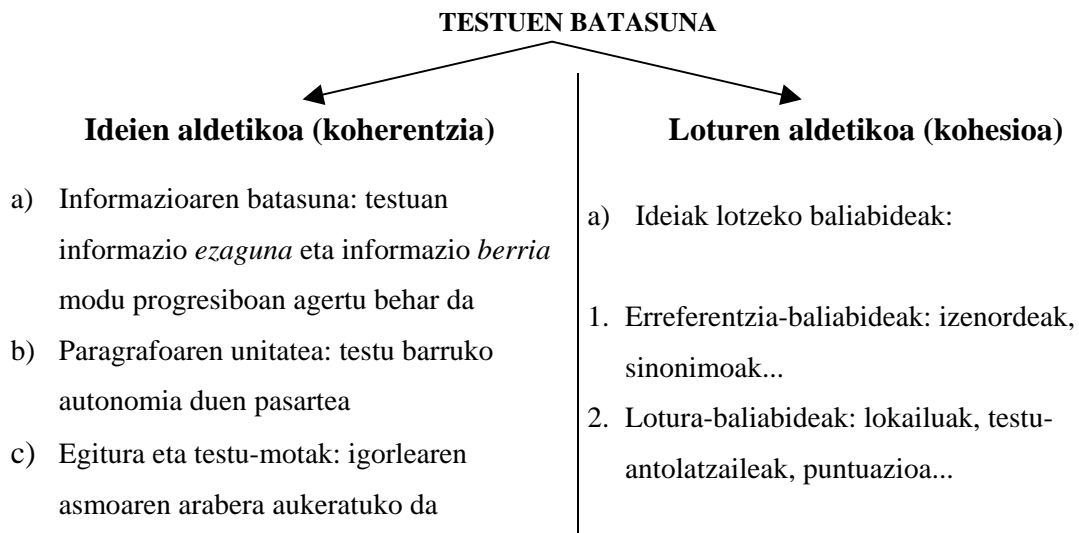 TESTUEN BATASUNA
Ideien aldetikoa (koherentzia)
a) Informazioaren batasuna: testuan
informazio ezaguna eta informazio berria
modu progresiboan agertu behar da
b) Paragrafoaren unitatea: testu barruko
autonomia duen pasartea
c) Egitura eta testu-motak: igorlearen
asmoaren arabera aukeratuko da
Loturen aldetikoa (kohesioa)
a) Ideiak lotzeko baliabideak:
1. Erreferentzia-baliabideak: izenordeak,
sinonimoak...
2. Lotura-baliabideak: lokailuak, testu-
antolatzaileak, puntuazioa...